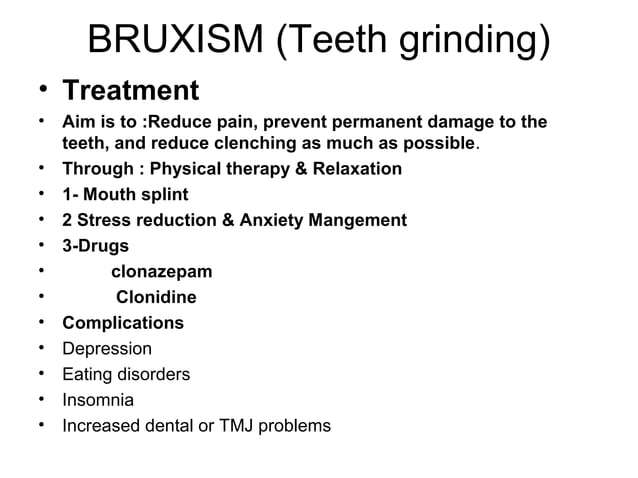 BRUXISM (Teeth grinding)
• Treatment
• Aim is to :Reduce pain, prevent permanent damage to the
teeth, and reduce clenching as much as possible.
• Through : Physical therapy & Relaxation
• 1- Mouth splint
• 2 Stress reduction & Anxiety Mangement
• 3-Drugs
• clonazepam
• Clonidine
• Complications
• Depression
• Eating disorders
• Insomnia
• Increased dental or TMJ problems